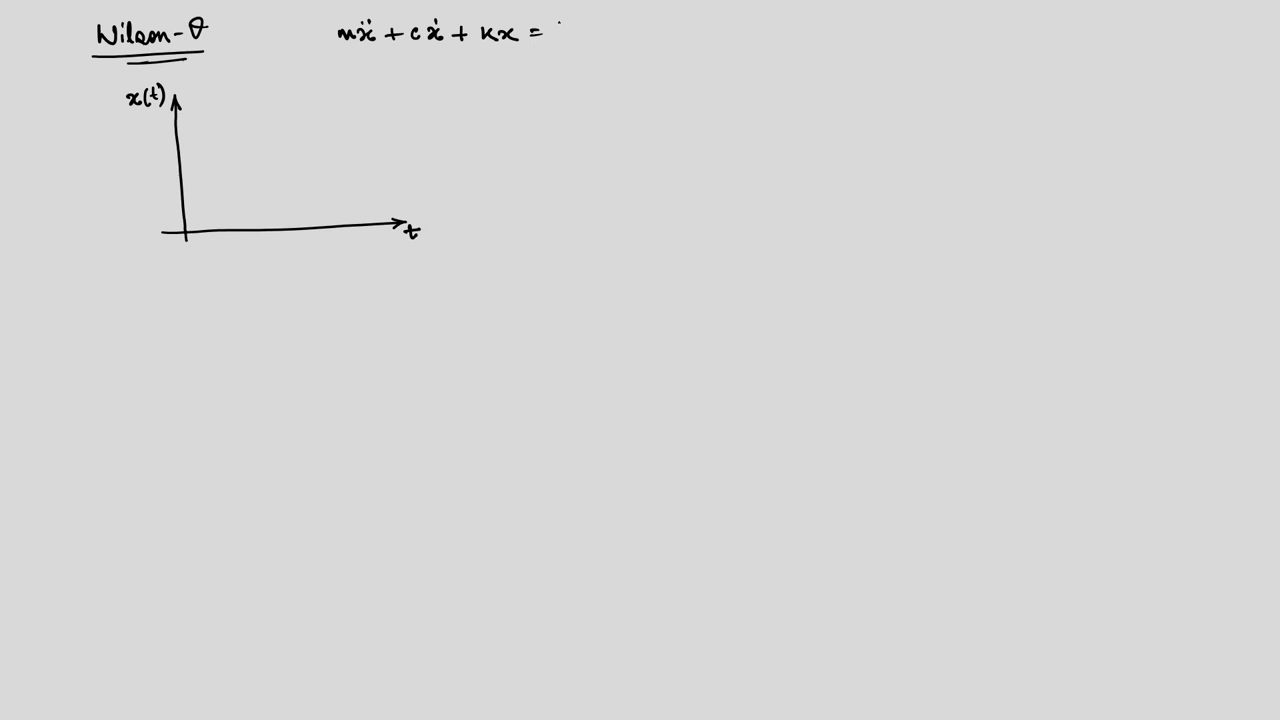 Wilson-θ
mẍ + cẋ + kx =
x(t)
t